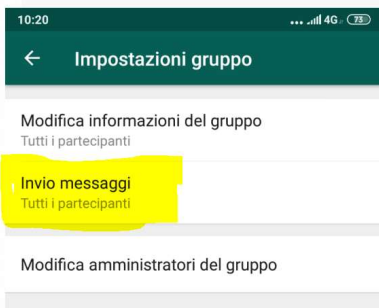 10:20 ... 4G 73
Impostazioni gruppo
Modifica informazioni del gruppo
Tutti i partecipanti
Invio messaggi
Tutti i partecipanti
Modifica amministratori del gruppo